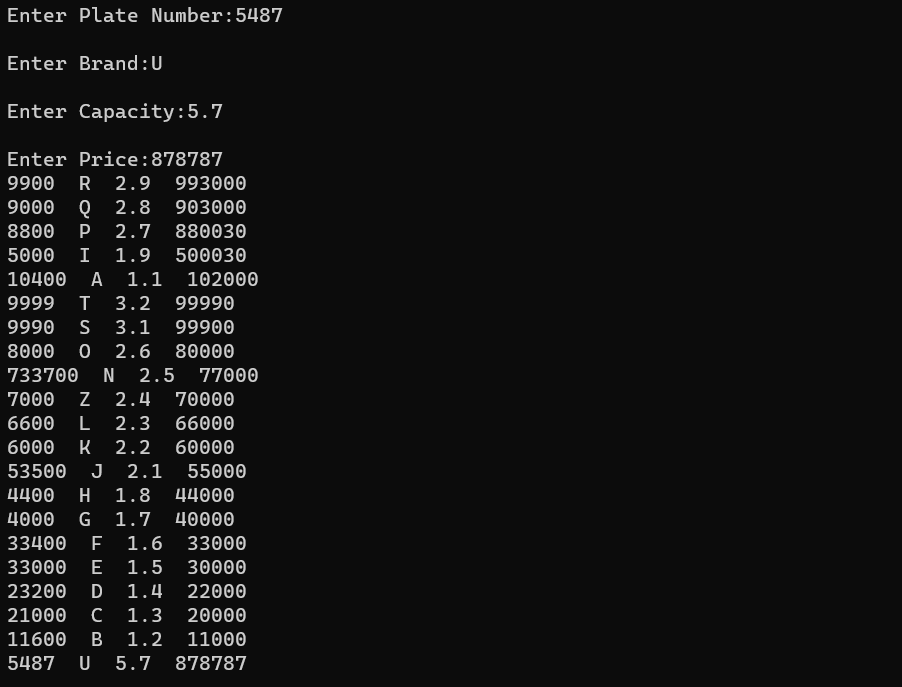 Enter Plate Number:5487
Enter Brand:U
Enter Capacity:5.7
Enter Price:878787
9900  R  2.9  993000
9000  Q  2.8  903000
8800  P  2.7  880030
5000  I  1.9  500030
10400  A  1.1  102000
9999  T  3.2  99990
9990  S  3.1  99900
8000  O  2.6  80000
733700  N  2.5  77000
7000  Z  2.4  70000
6600  L  2.3  66000
6000  K  2.2  60000
53500  J  2.1  55000
4400  H  1.8  44000
4000  G  1.7  40000
33400  F  1.6  33000
33000  E  1.5  30000
23200  D  1.4  22000
21000  C  1.3  20000
11600  B  1.2  11000
5487  U  5.7  878787